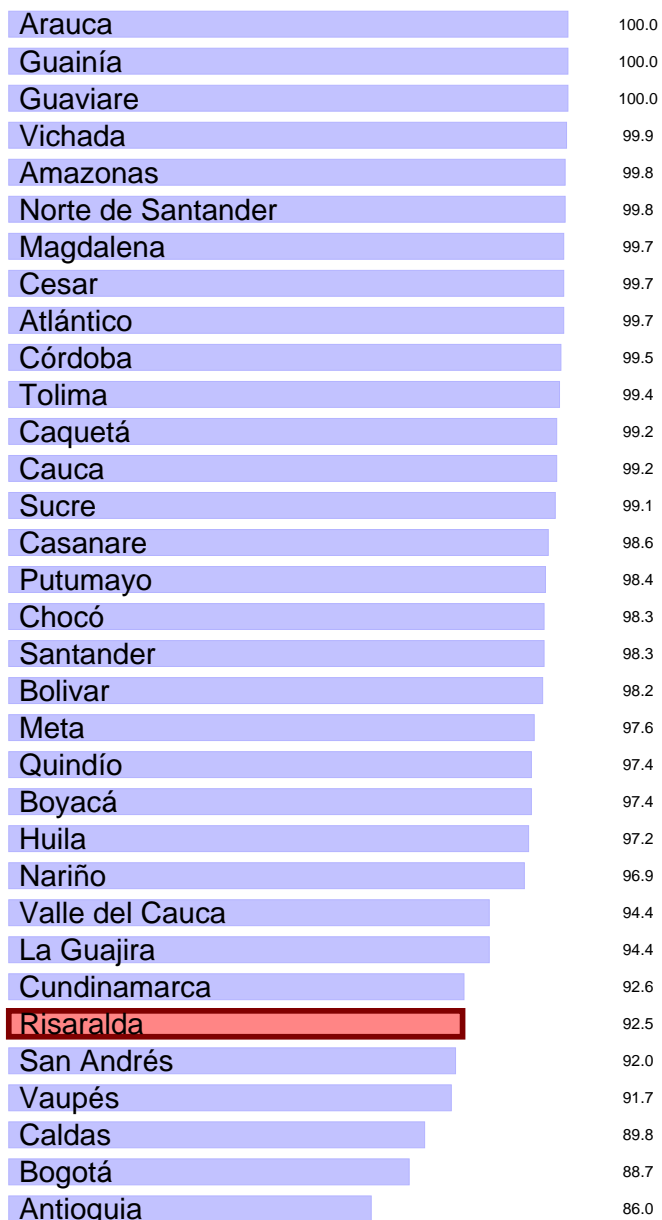 Arauca 100.0
Guainía 100.0
Guaviare 100.0
Vichada 99.9
Amazonas 99.8
Norte de Santander 99.8
Magdalena 99.7
Cesar 99.7
Atlántico 99.7
Córdoba 99.5
Tolima 99.4
Caquetá 99.2
Cauca 99.2
Sucre 99.1
Casanare 98.6
Putumayo 98.4
Chocó 98.3
Santander 98.3
Bolivar 98.2
Meta 97.6
Quindío 97.4
Boyacá 97.4
Huila 97.2
Nariño 96.9
Valle del Cauca 94.4
La Guajira 94.4
Cundinamarca 92.6
Risaralda 92.5
San Andrés 92.0
Vaupés 91.7
Caldas 89.8
Bogotá 88.7
Antioquia 86.0